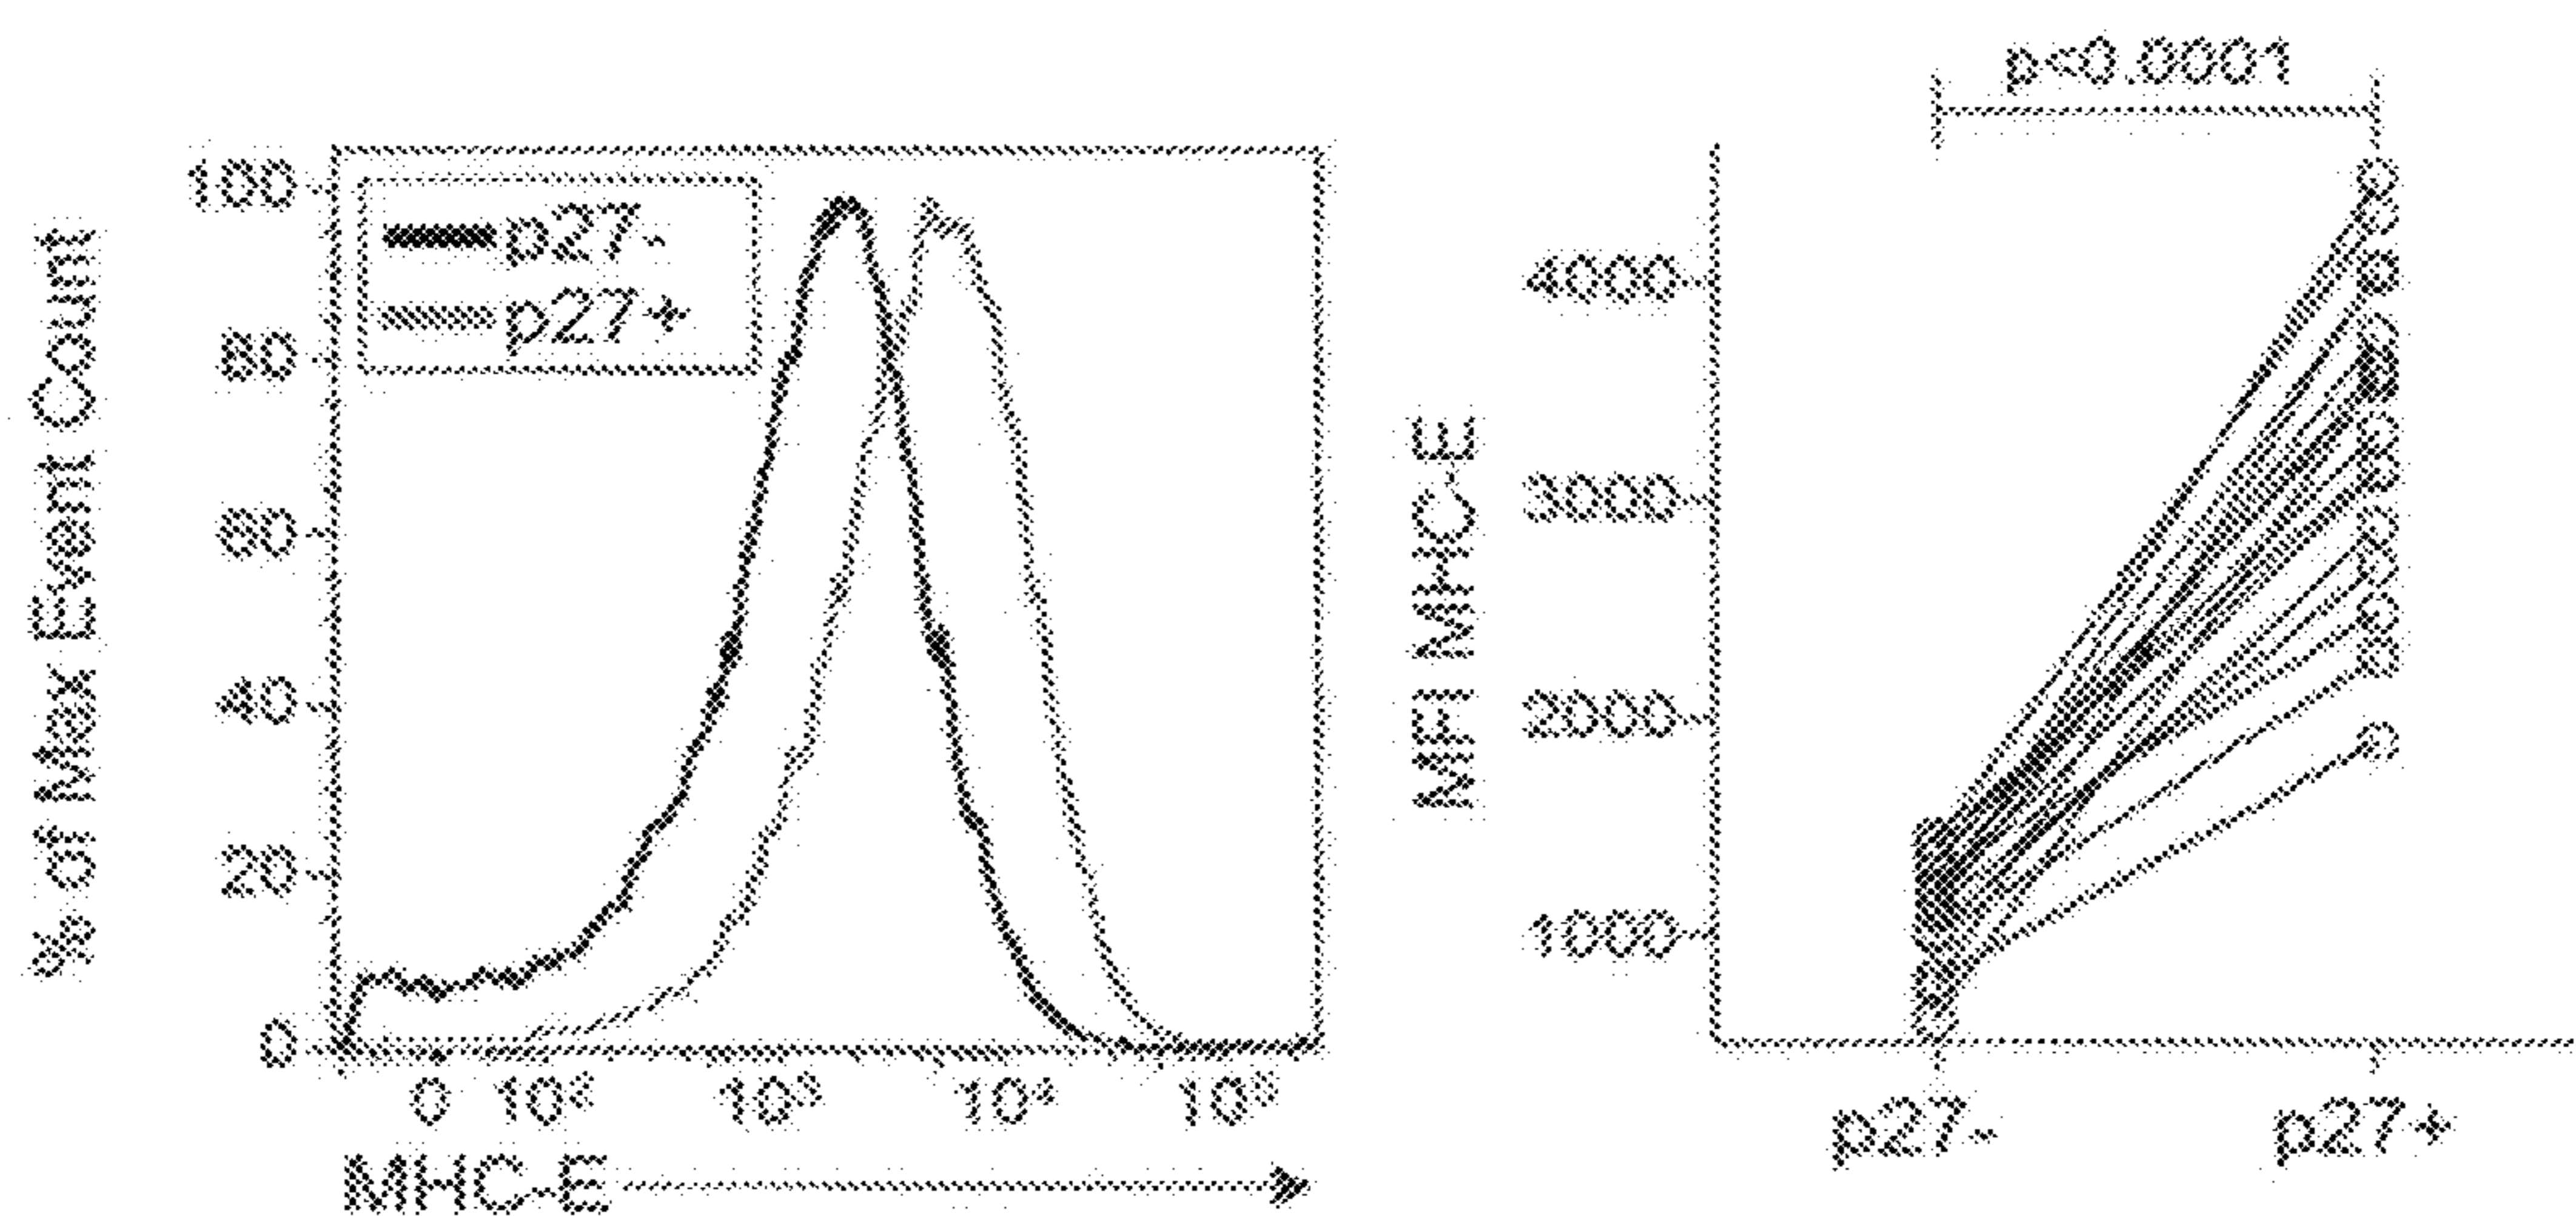 % of Max Event Count
100
80
60
40
20
0
p27-
p27+
0 10² 10³ 10⁴ 10⁵
MHC-E
p<0.0001
MFI MHC-E
4000
3000
2000
1000
p27- p27+